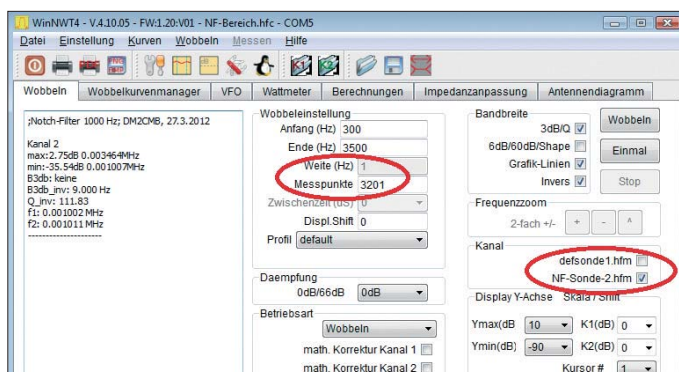 WinNWT4 - V.4.10.05 - FW:1.20:V01 - NF-Bereich.hfc - COM5
Datei Einstellung Kurven Wobbeln Messen Hilfe
Wobbeln Wobbelkurvenmanager VFO Wattmeter Berechnungen Impedanzanpassung Antennendiagramm
;Notch-Filter 1000 Hz; DM2CMB, 27.3.2012
Kanal 2
max:2.75dB 0.003464MHz
min:-35.54dB 0.001007MHz
B3db: keine
B3db_inv: 9.000 Hz
Q_inv: 111.83
f1: 0.001002 MHz
f2: 0.001011 MHz
---------------------
Wobbeleinstellung
Anfang (Hz) 300
Ende (Hz) 3500
Weite (Hz) 1
Messpunkte 3201
Zwischenzeit (uS) 0
Displ.Shift 0
Profil default
Daempfung
0dB/66dB 0dB
Betriebsart
Wobbeln
math. Korrektur Kanal 1
math. Korrektur Kanal 2
Bandbreite
3dB/Q
6dB/60dB/Shape
Grafik-Linien
Invers
Wobbeln
Einmal
Stop
Frequenzzoom
2-fach +/- + - ^
Kanal
defsonde1.hfm
NF-Sonde-2.hfm
Display Y-Achse Skala / Shift
Ymax(dB 10 K1(dB) 0
Ymin(dB) -90 K2(dB) 0
Kursor # 1